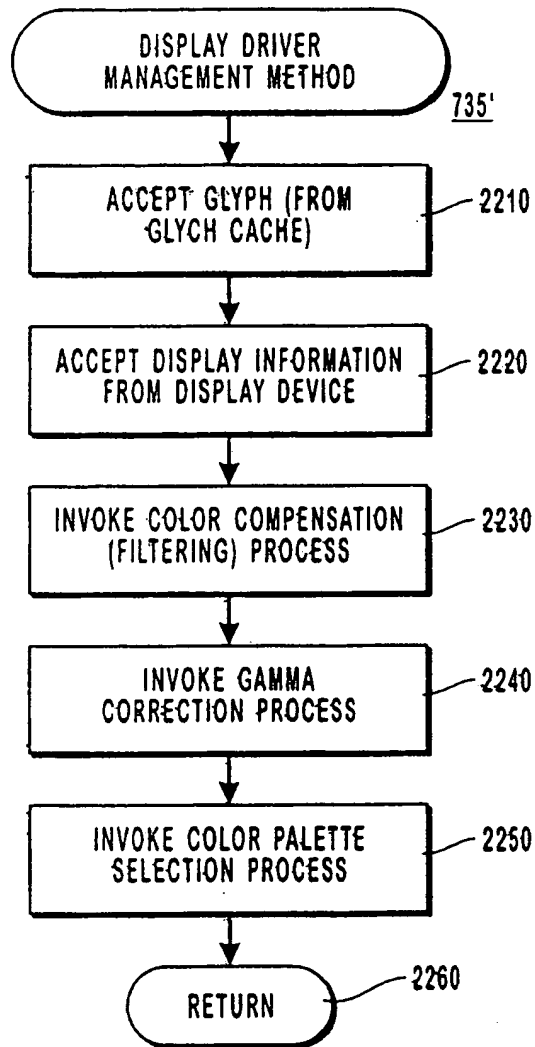 DISPLAY DRIVER
MANAGEMENT METHOD
735'
ACCEPT GLYPH (FROM
GLYCH CACHE)
2210
ACCEPT DISPLAY INFORMATION
FROM DISPLAY DEVICE
2220
INVOKE COLOR COMPENSATION
(FILTERING) PROCESS
2230
INVOKE GAMMA
CORRECTION PROCESS
2240
INVOKE COLOR PALETTE
SELECTION PROCESS
2250
RETURN
2260